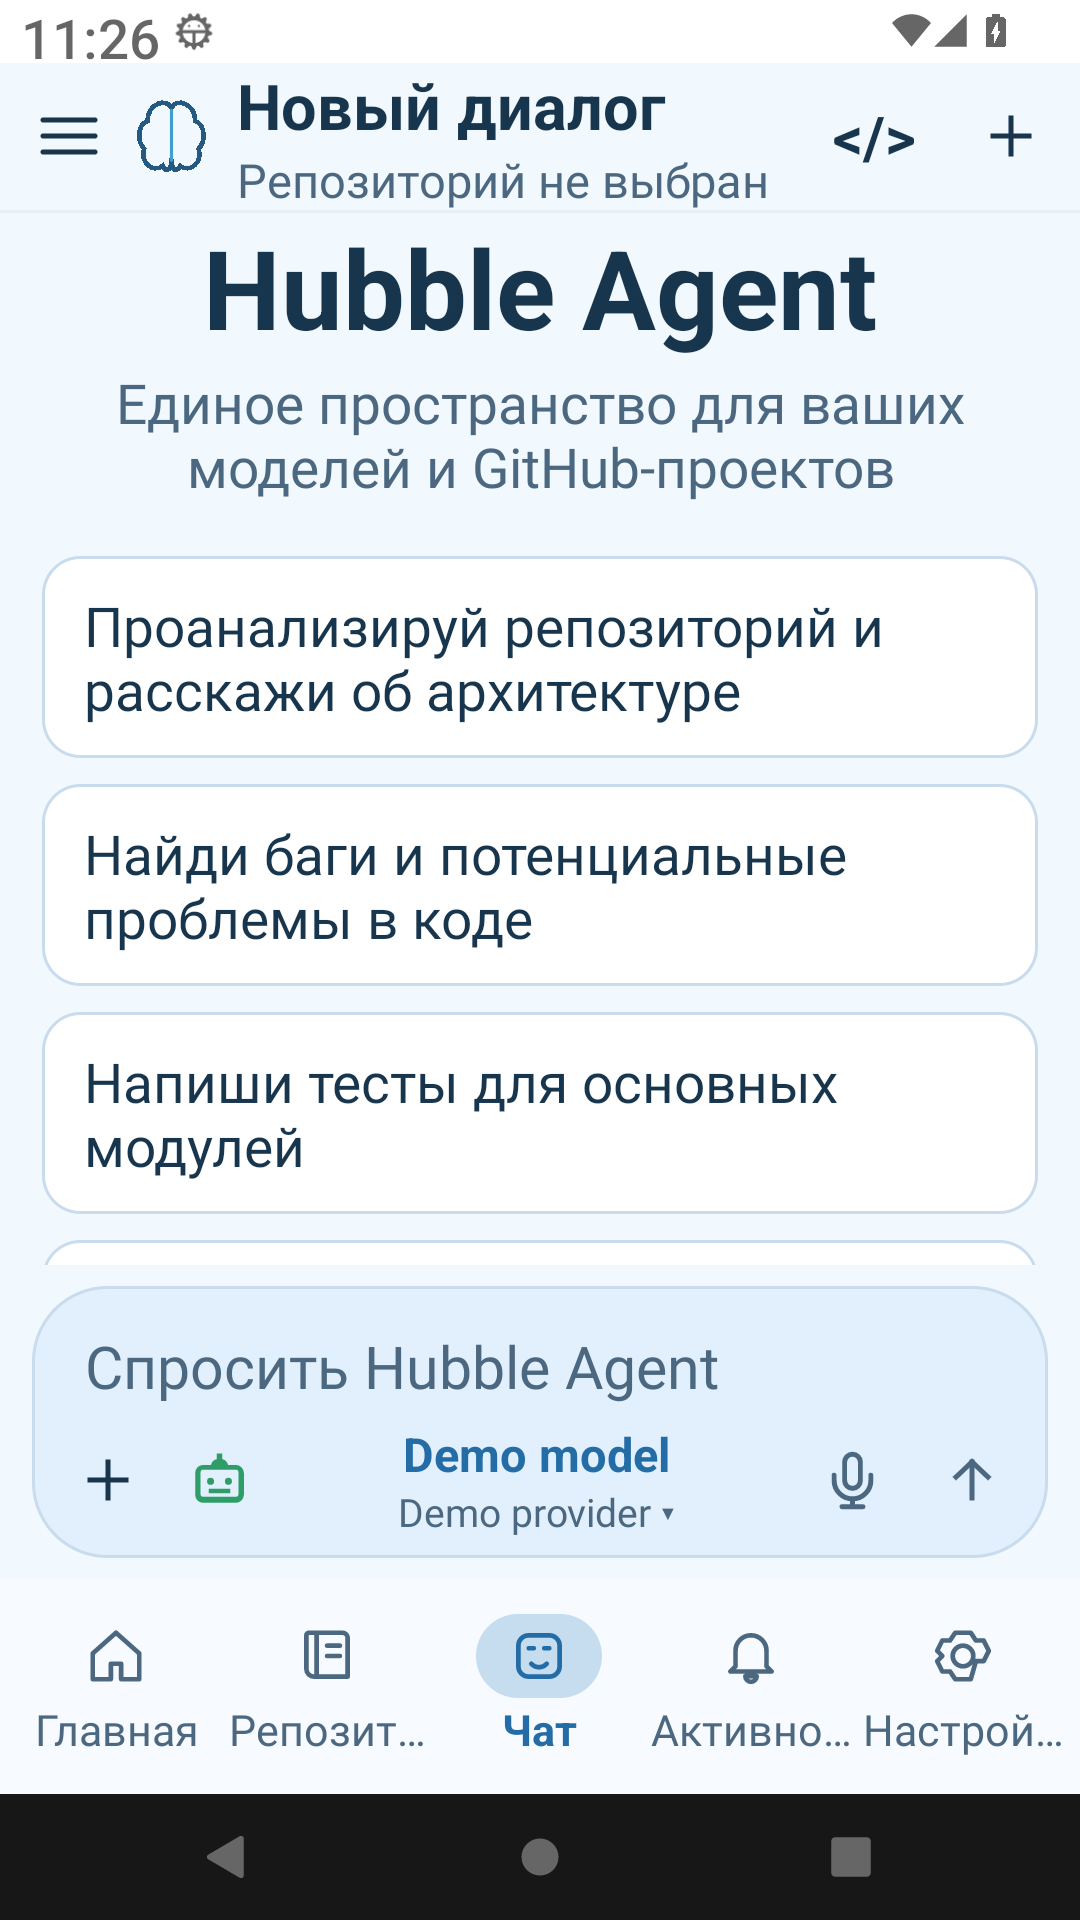 11:26
Новый диалог
Репозиторий не выбран
</>
Hubble Agent
Единое пространство для ваших
моделей и GitHub-проектов
Проанализируй репозиторий и
расскажи об архитектуре
Найди баги и потенциальные
проблемы в коде
Напиши тесты для основных
модулей
Спросить Hubble Agent
Demo model
Demo provider ▾
Главная
Репозит...
Чат
Активно...
Настрой...